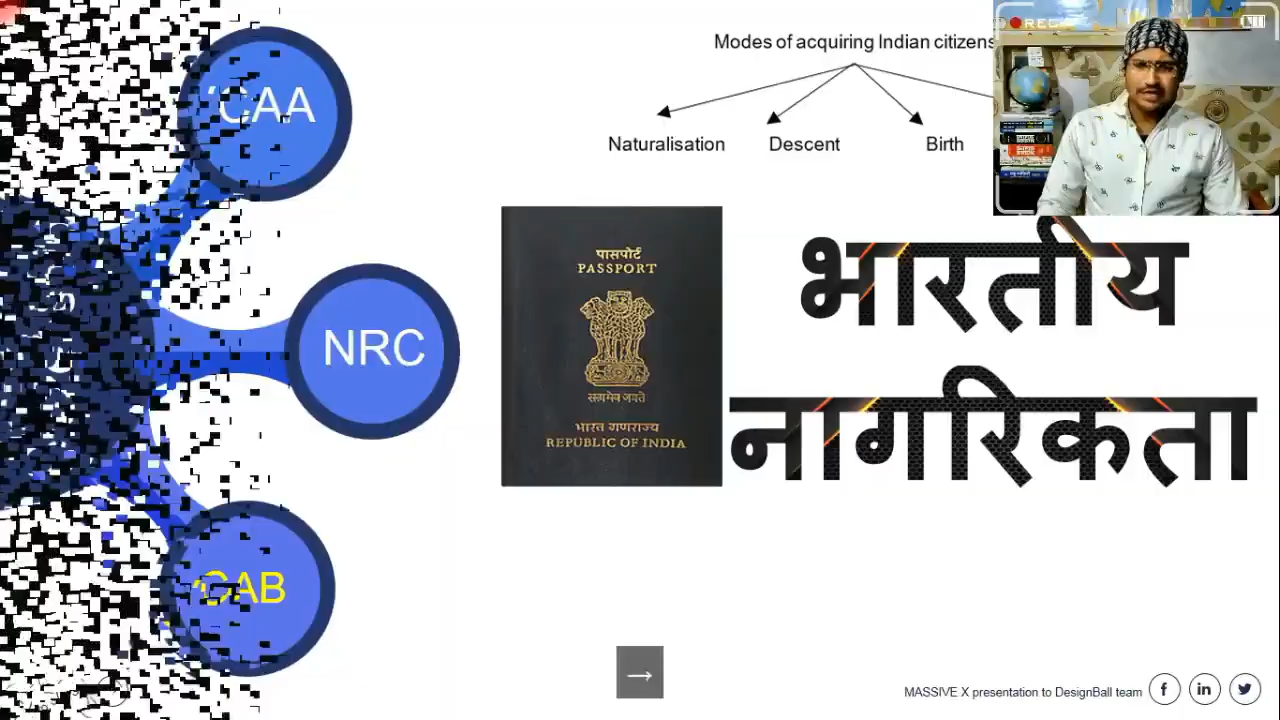 CAA
NRC
CAB
Modes of acquiring Indian citizens
Naturalisation Descent Birth
REC
पासपोर्ट
PASSPORT
सत्यमेव जयते
भारत गणराज्य
REPUBLIC OF INDIA
भारतीय
नागरिकता
→
MASSIVE X presentation to DesignBall team